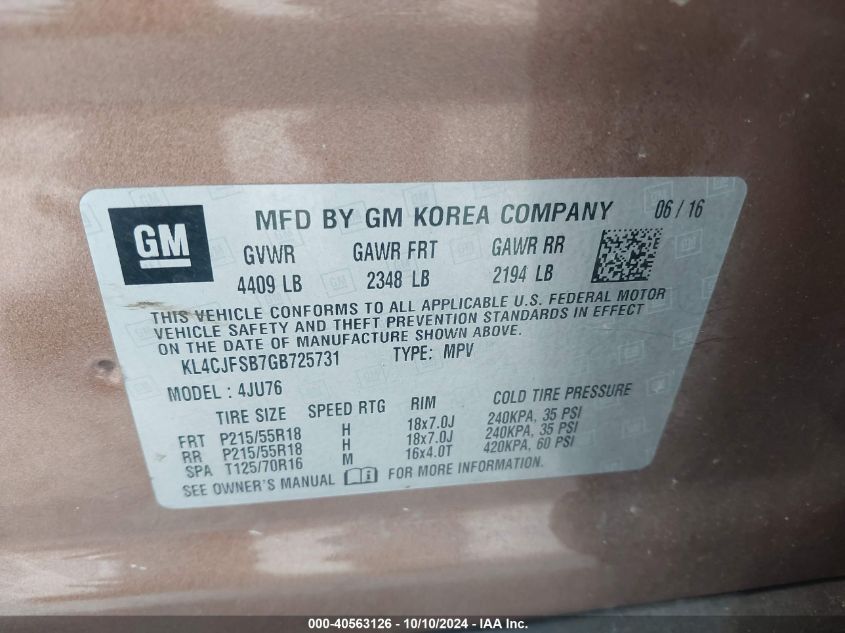 GM
MFD BY GM KOREA COMPANY 06 / 16
GVWR GAWR FRT GAWR RR
4409 LB 2348 LB 2194 LB
THIS VEHICLE CONFORMS TO ALL APPLICABLE U.S. FEDERAL MOTOR
VEHICLE SAFETY AND THEFT PREVENTION STANDARDS IN EFFECT
ON THE DATE OF MANUFACTURE SHOWN ABOVE.
KL4CJFSB7GB725731 TYPE: MPV
MODEL : 4JU76
TIRE SIZE SPEED RTG RIM COLD TIRE PRESSURE
FRT P215/55R18 H 18x7.0J 240KPA, 35 PSI
RR P215/55R18 H 18x7.0J 240KPA, 35 PSI
SPA T125/70R16 M 16x4.0T 420KPA, 60 PSI
SEE OWNER'S MANUAL FOR MORE INFORMATION.
000-40563126 - 10/10/2024 - IAA Inc.